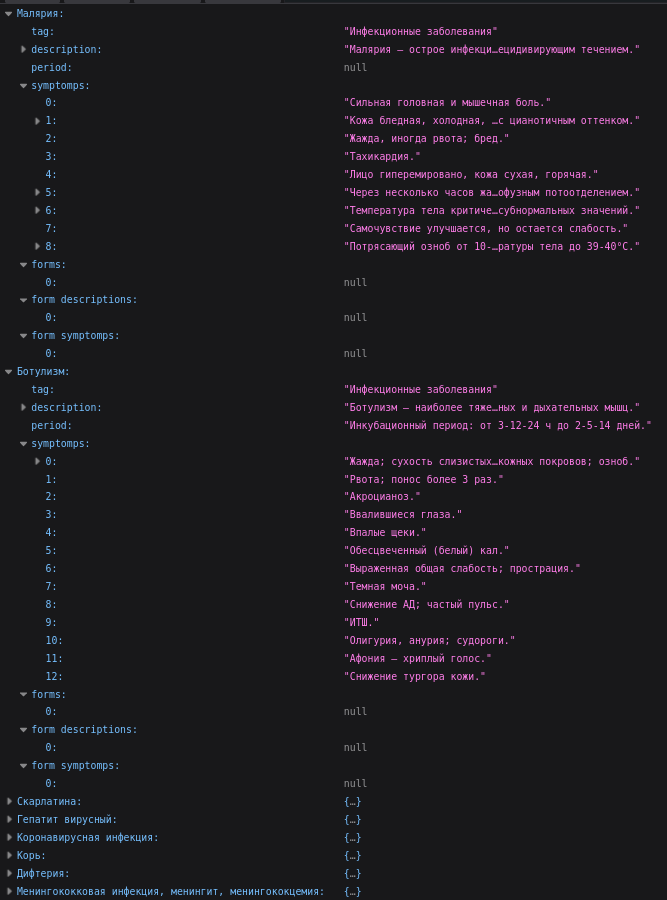 Малярия:
tag: "Инфекционные заболевания"
description: "Малярия — острое инфекци…ецидивирующим течением."
period: null
symptomps:
0: "Сильная головная и мышечная боль."
1: "Кожа бледная, холодная, …с цианотичным оттенком."
2: "Жажда, иногда рвота; бред."
3: "Тахикардия."
4: "Лицо гиперемировано, кожа сухая, горячая."
5: "Через несколько часов жа…офузным потоотделением."
6: "Температура тела критиче…субнормальных значений."
7: "Самочувствие улучшается, но остается слабость."
8: "Потрясающий озноб от 10-…ратуры тела до 39-40°С."
forms:
0: null
form descriptions:
0: null
form symptomps:
0: null
Ботулизм:
tag: "Инфекционные заболевания"
description: "Ботулизм — наиболее тяже…ных и дыхательных мышц."
period: "Инкубационный период: от 3-12-24 ч до 2-5-14 дней."
symptomps:
0: "Жажда; сухость слизистых…кожных покровов; озноб."
1: "Рвота; понос более 3 раз."
2: "Акроцианоз."
3: "Ввалившиеся глаза."
4: "Впалые щеки."
5: "Обесцвеченный (белый) кал."
6: "Выраженная общая слабость; прострация."
7: "Темная моча."
8: "Снижение АД; частый пульс."
9: "ИТШ."
10: "Олигурия, анурия; судороги."
11: "Афония — хриплый голос."
12: "Снижение тургора кожи."
forms:
0: null
form descriptions:
0: null
form symptomps:
0: null
Скарлатина: {…}
Гепатит вирусный: {…}
Коронавирусная инфекция: {…}
Корь: {…}
Дифтерия: {…}
Менингококковая инфекция, менингит, менингококцемия: {…}